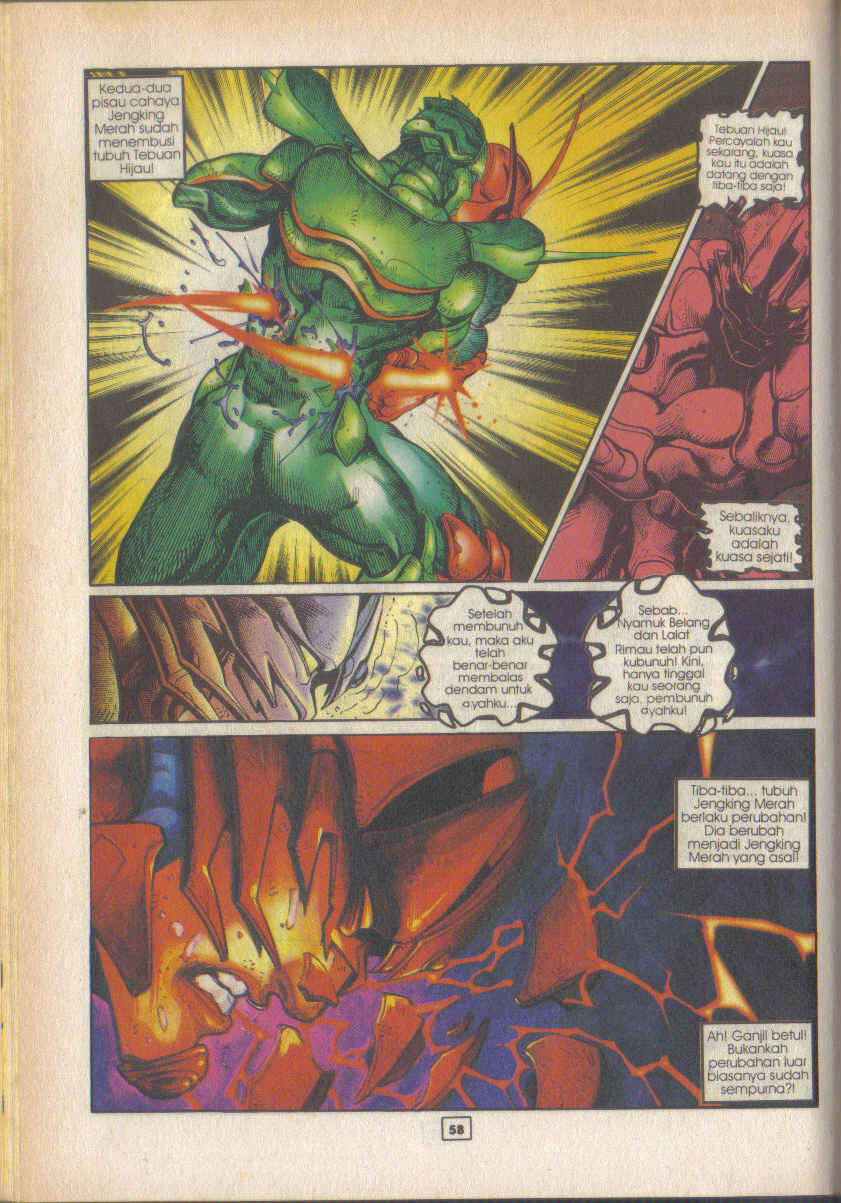 Kedua-dua
pisau cahaya
Jengking
Merah sudah
menembusi
tubuh Tebuan
Hijau!
Tebuan Hijau!
Percayalah kau
sekarang, kuasa
kau itu adalah
datang dengan
tiba-tiba saja!
Sebaliknya,
kuasaku
adalah
kuasa sejati!
Setelah
membunuh
kau, maka aku
telah
benar-benar
membalas
dendam untuk
ayahku...
Sebab...
Nyamuk Belang
dan Lalat
Rimau telah pun
kubunuh! Kini,
hanya tinggal
kau seorang
saja, pembunuh
ayahku!
Tiba-tiba... tubuh
Jengking Merah
berlaku perubahan!
Dia berubah
menjadi Jengking
Merah yang asal!
Ah! Ganjil betul!
Bukankah
perubahan luar
biasanya sudah
sempurna?!
58